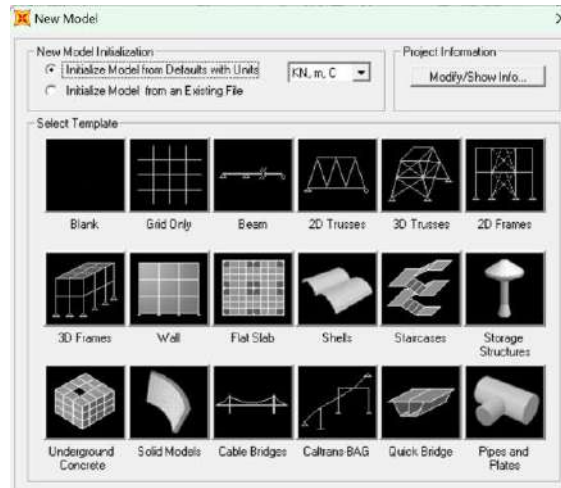 New Model
New Model Initialization
Initialize Model from Defaults with Units
KN, m, C
Initialize Model from an Existing File
Project Information
Modify/Show Info...
Select Template
Blank
Grid Only
Beam
2D Trusses
3D Trusses
2D Frames
3D Frames
Wall
Flat Slab
Shells
Staircases
Storage
Structures
Underground
Concrete
Solid Models
Cable Bridges
Caltrans-BAG
Quick Bridge
Pipes and
Plates